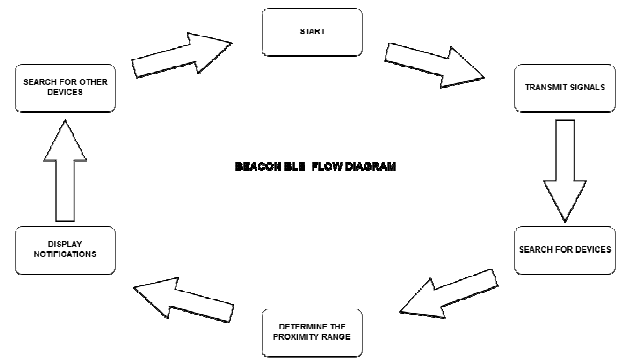 START
TRANSMIT SIGNALS
SEARCH FOR DEVICES
DETERMINE THE
PROXIMITY RANGE
DISPLAY
NOTIFICATIONS
SEARCH FOR OTHER
DEVICES
BEACON BLE FLOW DIAGRAM